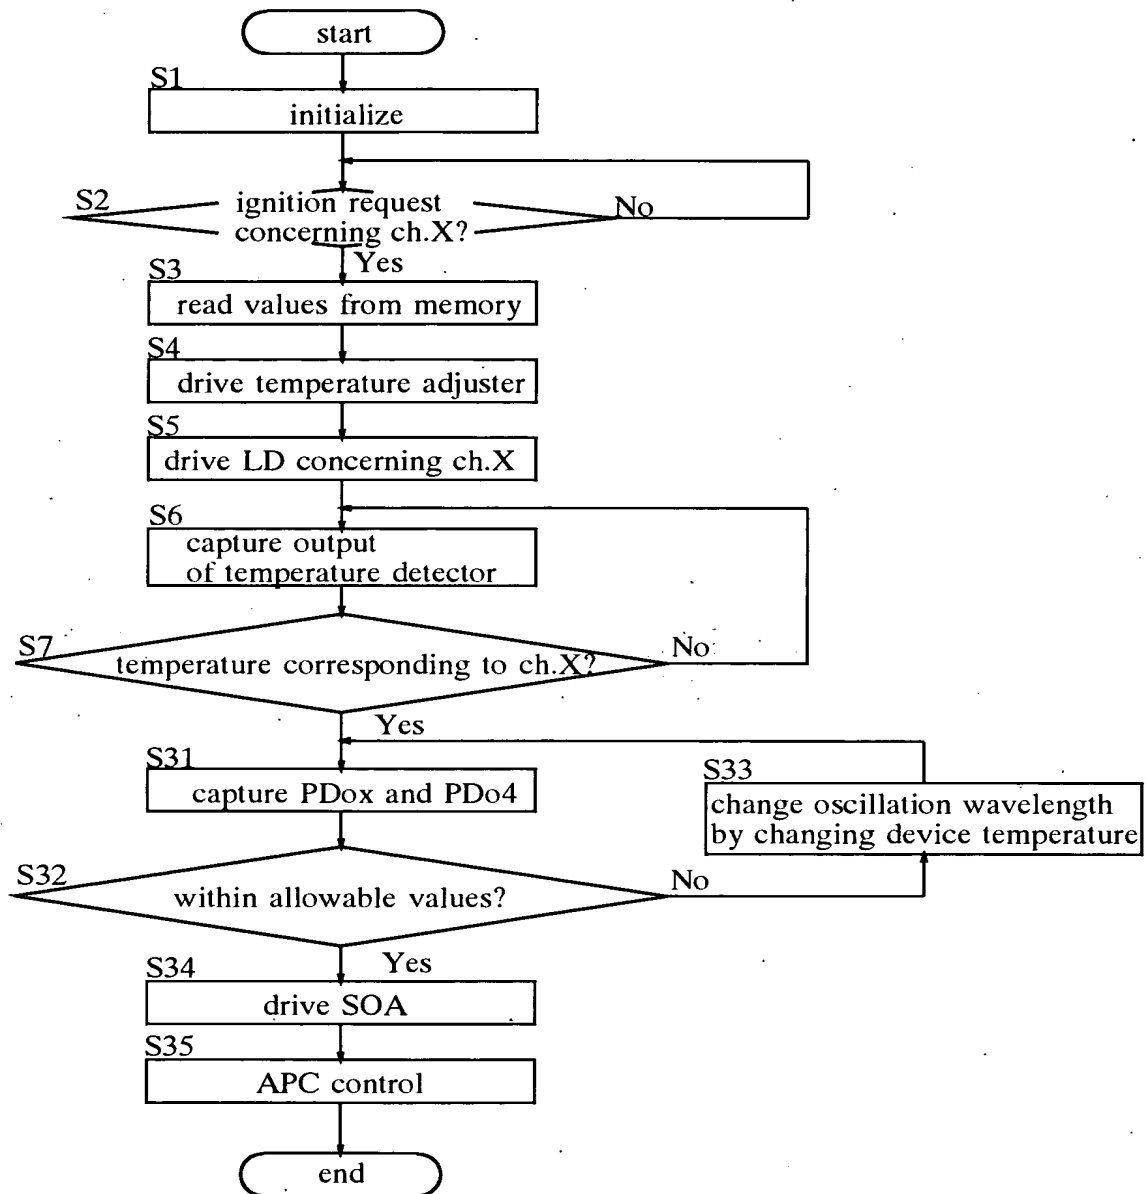 start
S1
initialize
S2
ignition request
concerning ch.X?
No
Yes
S3
read values from memory
S4
drive temperature adjuster
S5
drive LD concerning ch.X
S6
capture output
of temperature detector
S7
temperature corresponding to ch.X?
No
Yes
S31
capture PDox and PDo4
S33
change oscillation wavelength
by changing device temperature
S32
within allowable values?
No
Yes
S34
drive SOA
S35
APC control
end